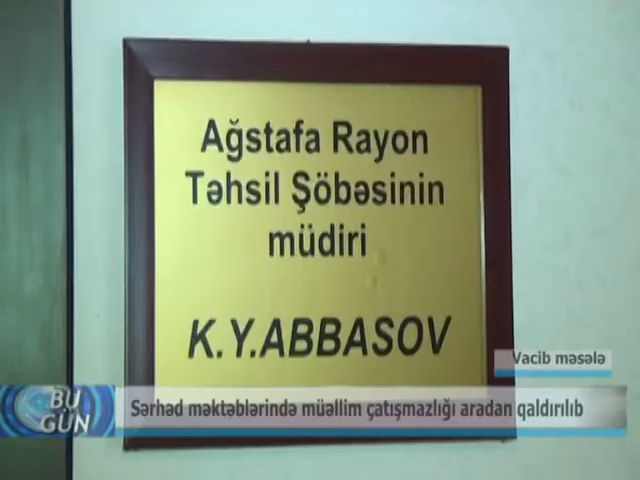 Ağstafa Rayon
Təhsil Şöbəsinin
müdiri
K.Y.ABBASOV
Vacib məsələ
BU
GÜN
Sərhəd məktəblərində müəllim çatışmazlığı aradan qaldırılıb